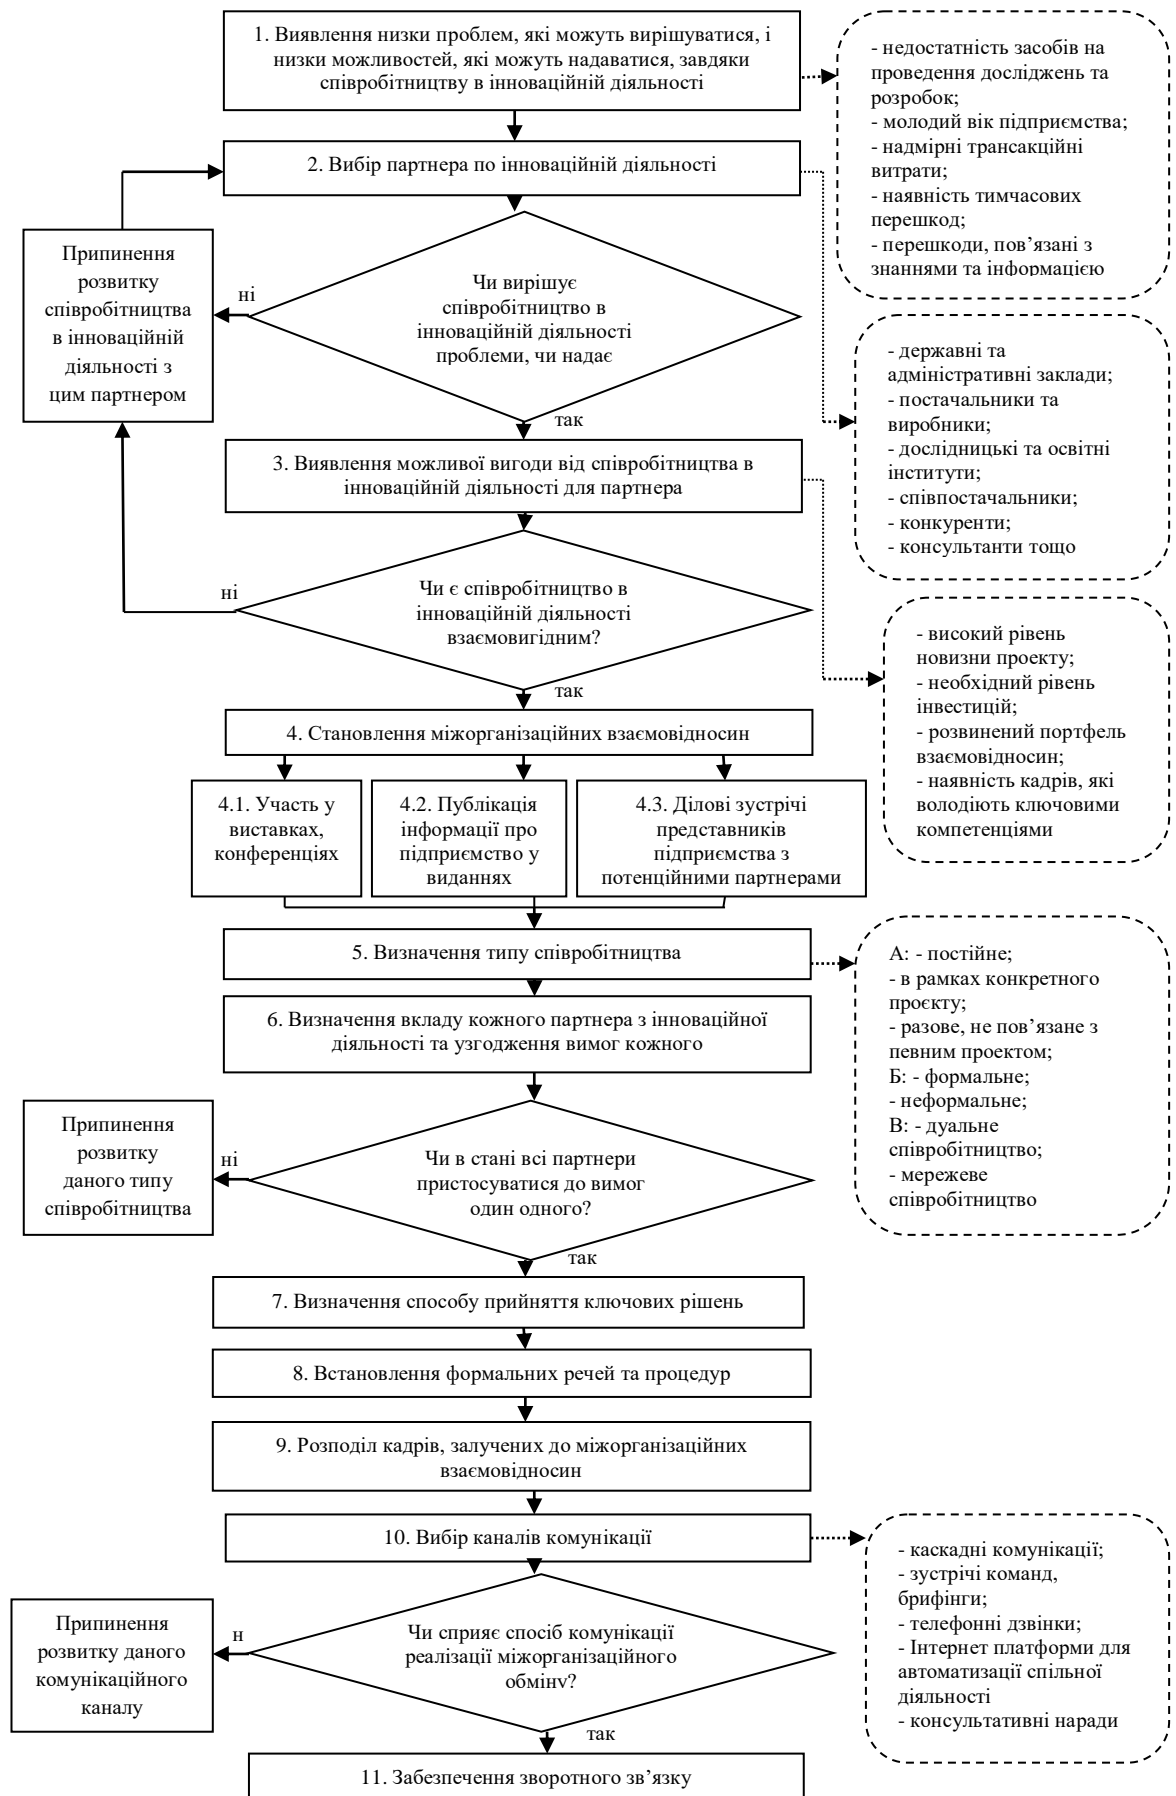 1. Виявлення низки проблем, які можуть вирішуватися, і
низки можливостей, які можуть надаватися, завдяки
співробітництву в інноваційній діяльності
- недостатність засобів на
проведення досліджень та
розробок;
- молодий вік підприємства;
- надмірні трансакційні
витрати;
- наявність тимчасових
перешкод;
- перешкоди, пов’язані з
знаннями та інформацією
2. Вибір партнера по інноваційній діяльності
Припинення
розвитку
співробітництва
в інноваційній
діяльності з
цим партнером
ні
Чи вирішує
співробітництво в
інноваційній діяльності
проблеми, чи надає
так
- державні та
адміністративні заклади;
- постачальники та
виробники;
- дослідницькі та освітні
інститути;
- співпостачальники;
- конкуренти;
- консультанти тощо
3. Виявлення можливої вигоди від співробітництва в
інноваційній діяльності для партнера
ні
Чи є співробітництво в
інноваційній діяльності
взаємовигідним?
так
- високий рівень
новизни проекту;
- необхідний рівень
інвестицій;
- розвинений портфель
взаємовідносин;
- наявність кадрів, які
володіють ключовими
компетенціями
4. Становлення міжорганізаційних взаємовідносин
4.1. Участь у
виставках,
конференціях
4.2. Публікація
інформації про
підприємство у
виданнях
4.3. Ділові зустрічі
представників
підприємства з
потенційними партнерами
5. Визначення типу співробітництва
А: - постійне;
- в рамках конкретного
проєкту;
- разове, не пов’язане з
певним проектом;
Б: - формальне;
- неформальне;
В: - дуальне
співробітництво;
- мережеве
співробітництво
6. Визначення вкладу кожного партнера з інноваційної
діяльності та узгодження вимог кожного
Припинення
розвитку
даного типу
співробітництва
ні
Чи в стані всі партнери
пристосуватися до вимог
один одного?
так
7. Визначення способу прийняття ключових рішень
8. Встановлення формальних речей та процедур
9. Розподіл кадрів, залучених до міжорганізаційних
взаємовідносин
10. Вибір каналів комунікації
- каскадні комунікації;
- зустрічі команд,
брифінги;
- телефонні дзвінки;
- Інтернет платформи для
автоматизації спільної
діяльності
- консультативні наради
Припинення
розвитку даного
комунікаційного
каналу
н
Чи сприяє спосіб комунікації
реалізації міжорганізаційного
обміну?
так
11. Забезпечення зворотного зв’язку